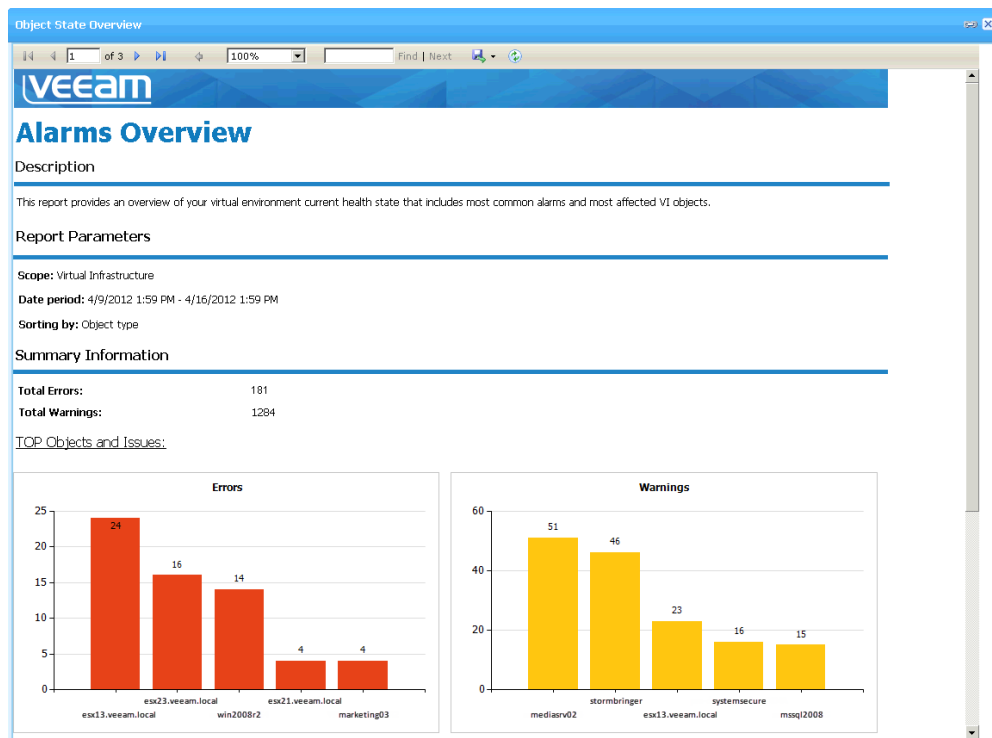 Object State Overview
1 of 3 100% Find | Next
veeam
Alarms Overview
Description
This report provides an overview of your virtual environment current health state that includes most common alarms and most affected VI objects.
Report Parameters
Scope: Virtual Infrastructure
Date period: 4/9/2012 1:59 PM - 4/16/2012 1:59 PM
Sorting by: Object type
Summary Information
Total Errors: 181
Total Warnings: 1284
TOP Objects and Issues:
Errors
25
20
15
10
5
0
24
16
14
4
4
esx13.veeam.local
esx23.veeam.local
win2008r2
esx21.veeam.local
marketing03
Warnings
60
40
20
0
51
46
23
16
15
mediasrv02
stormbringer
esx13.veeam.local
systemsecure
mssql2008